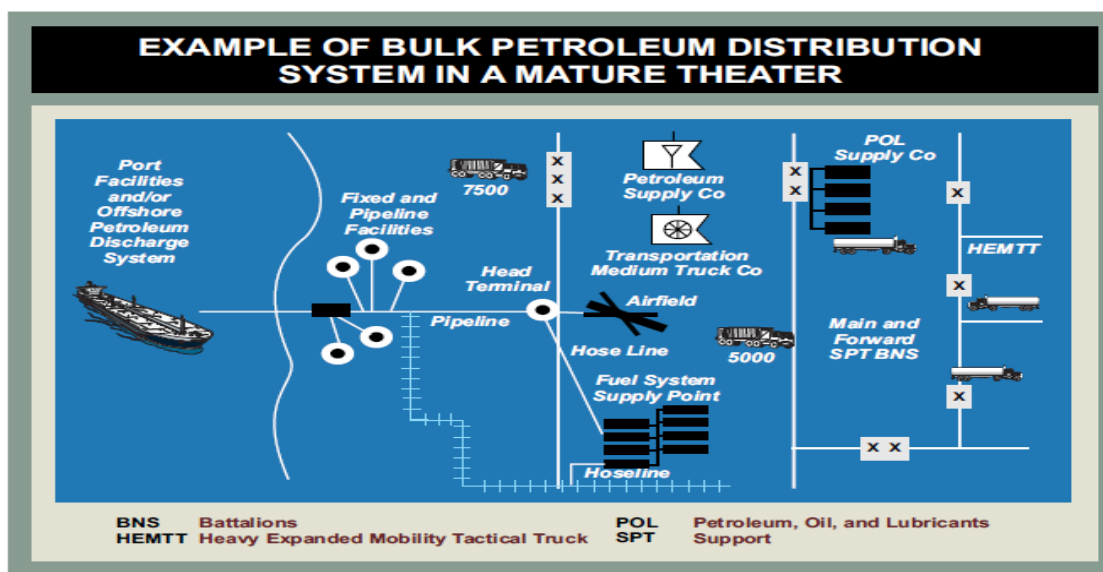 EXAMPLE OF BULK PETROLEUM DISTRIBUTION
SYSTEM IN A MATURE THEATER
Port
Facilities
and/or
Offshore
Petroleum
Discharge
System
Fixed and
Pipeline
Facilities
7500
X
X
X
Head
Terminal
Pipeline
Petroleum
Supply Co
Transportation
Medium Truck Co
Airfield
Hose Line
5000
Fuel System
Supply Point
Hoseline
X
X
POL
Supply Co
HEMTT
Main and
Forward
SPT BNS
X
X
X
X X
BNS Battalions
HEMTT Heavy Expanded Mobility Tactical Truck
POL Petroleum, Oil, and Lubricants
SPT Support